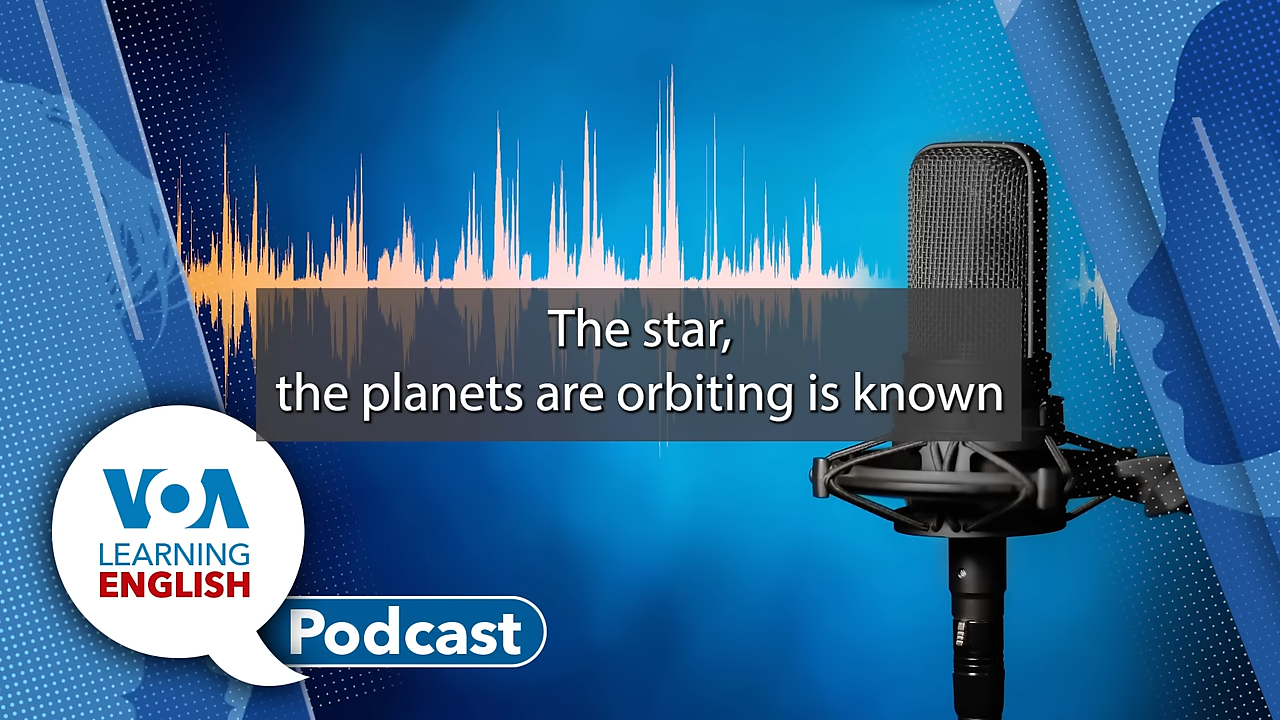 The star,
the planets are orbiting is known
VOA
LEARNING
ENGLISH
Podcast